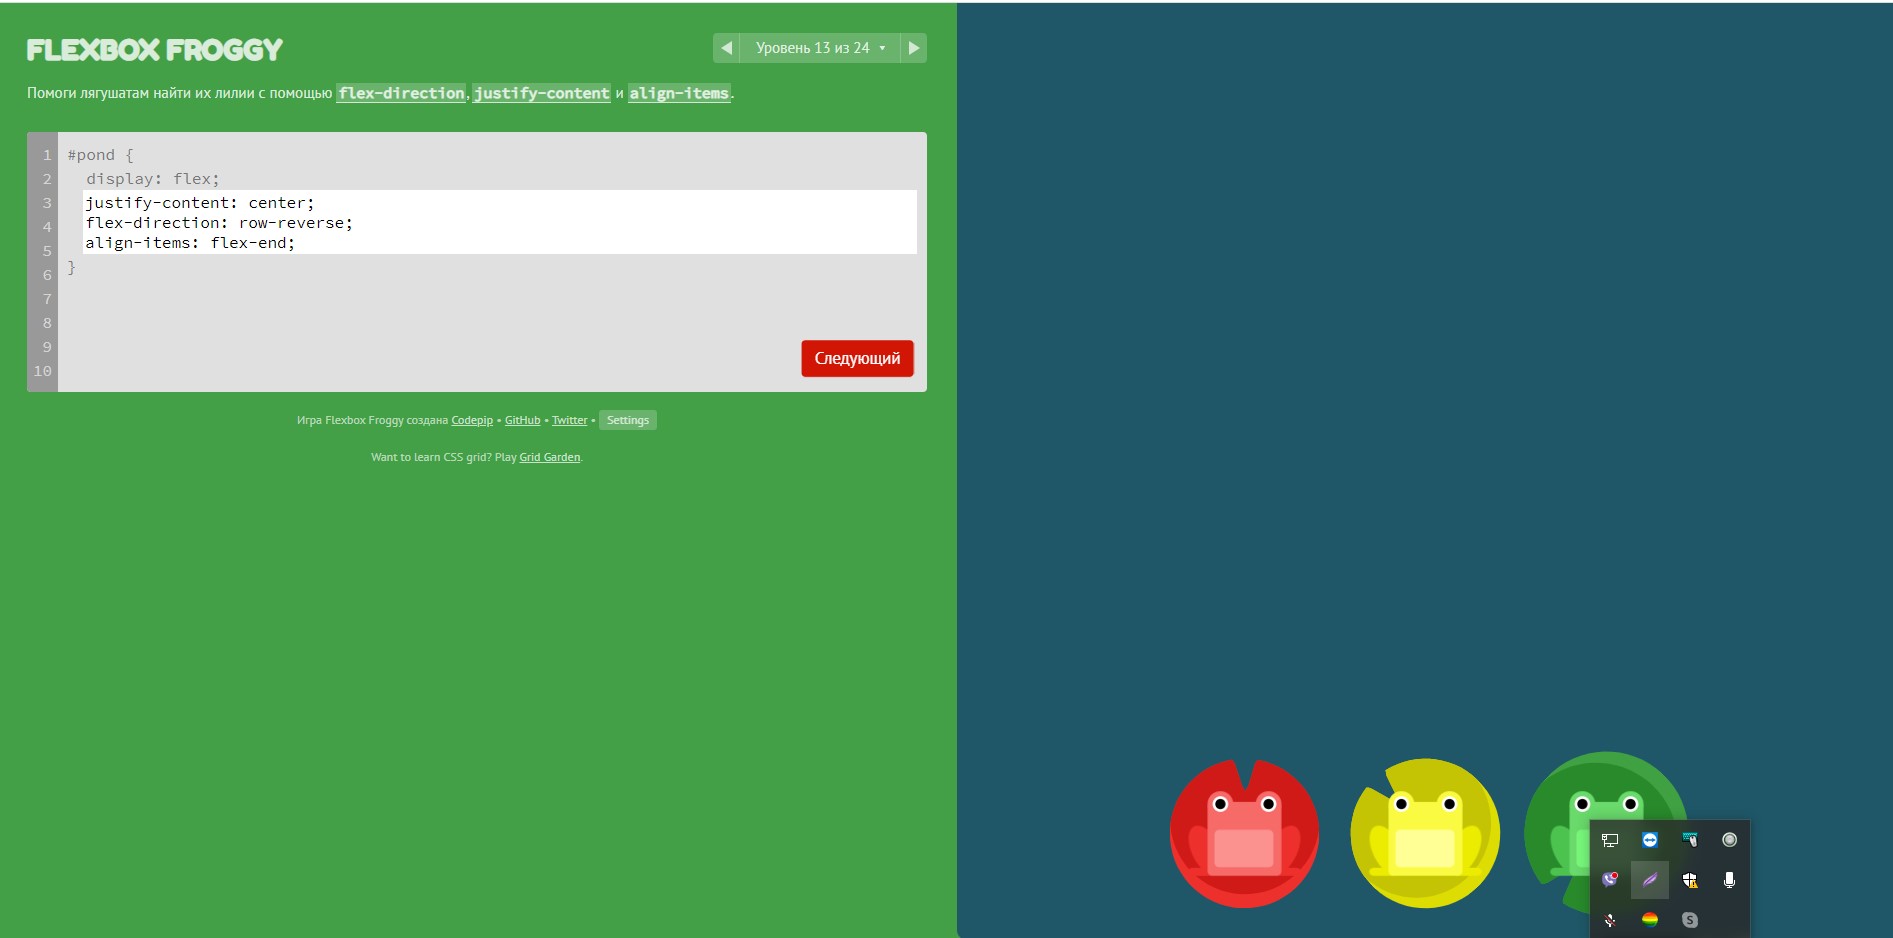 FLEXBOX FROGGY
Уровень 13 из 24
Помоги лягушатам найти их лилии с помощью flex-direction, justify-content и align-items.
1 #pond {
2 display: flex;
3 justify-content: center;
4 flex-direction: row-reverse;
5 align-items: flex-end;
6 }
7
8
9
10
Следующий
Игра Flexbox Froggy создана Codepip • GitHub • Twitter • Settings
Want to learn CSS grid? Play Grid Garden.
S